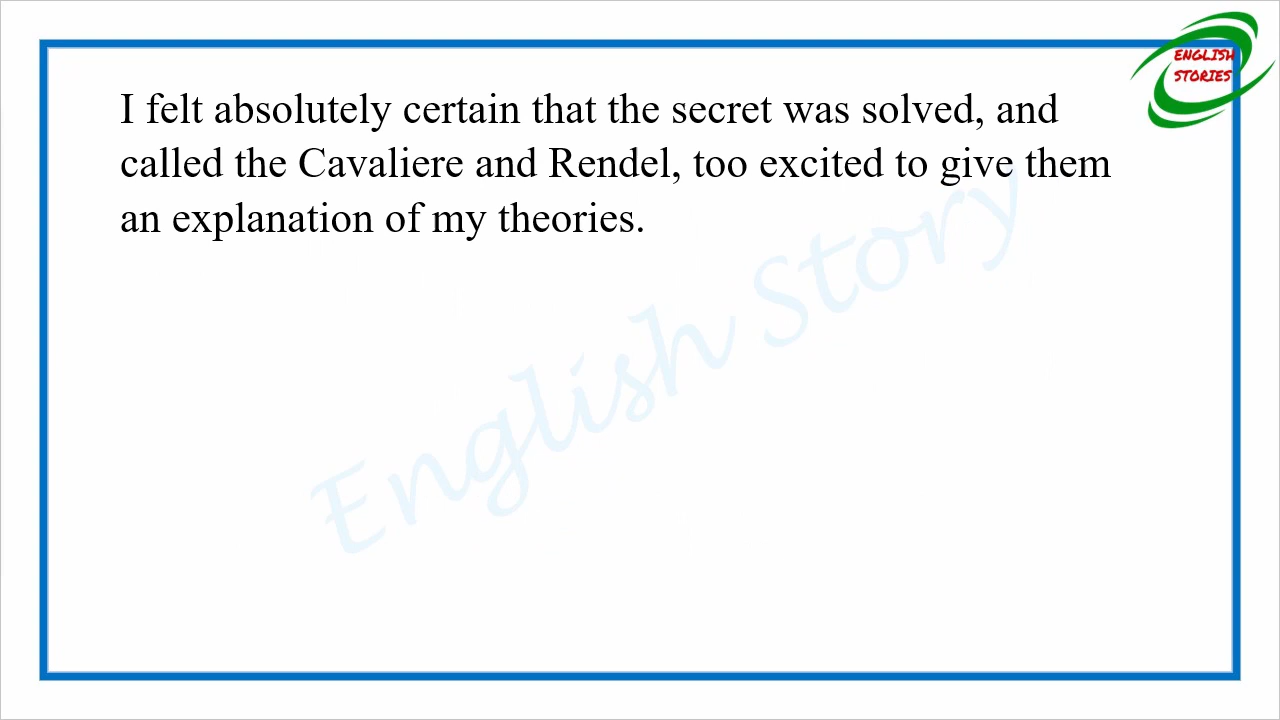 ENGLISH
STORIES
I felt absolutely certain that the secret was solved, and
called the Cavaliere and Rendel, too excited to give them
an explanation of my theories.
English Story